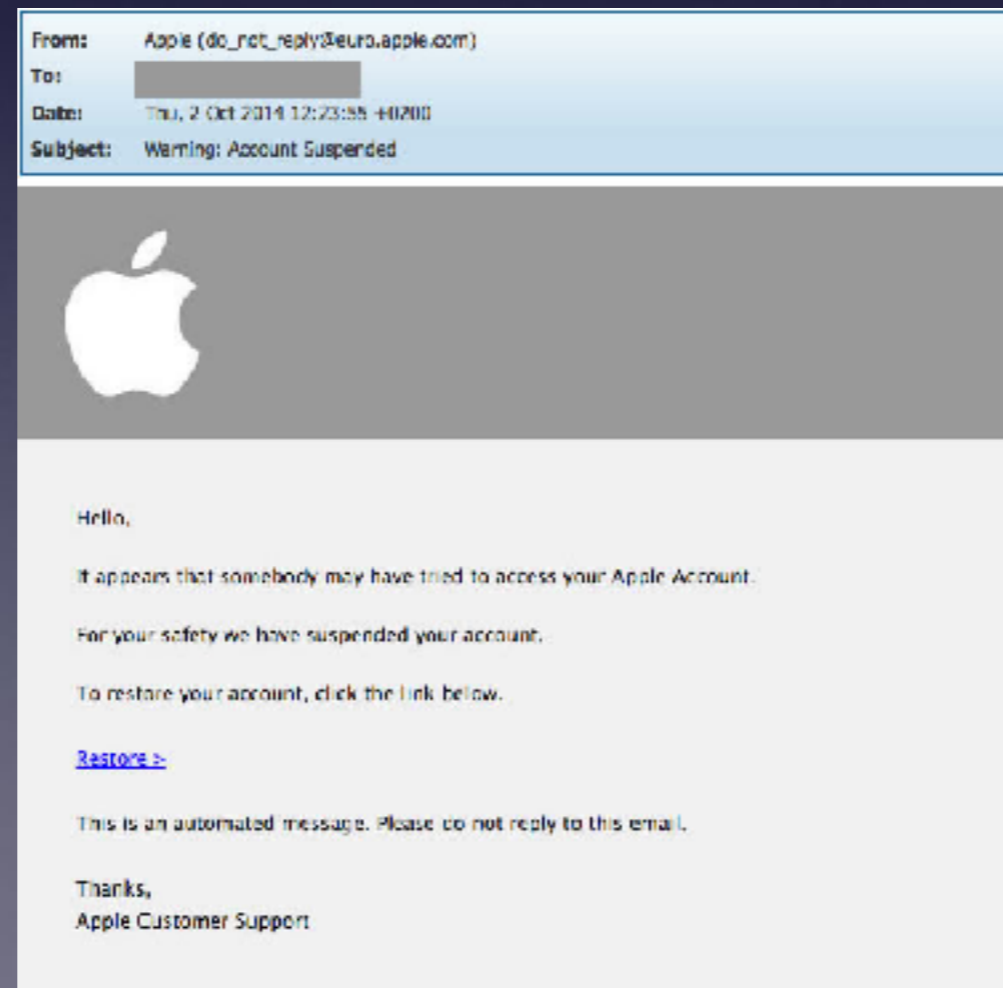 From: Apple (do_not_reply@euro.apple.com)
To:
Date: Thu, 2 Oct 2014 12:23:55 +0200
Subject: Warning: Account Suspended
Hello,
It appears that somebody may have tried to access your Apple Account.
For your safety we have suspended your account.
To restore your account, click the link below.
Restore >
This is an automated message. Please do not reply to this email.
Thanks,
Apple Customer Support